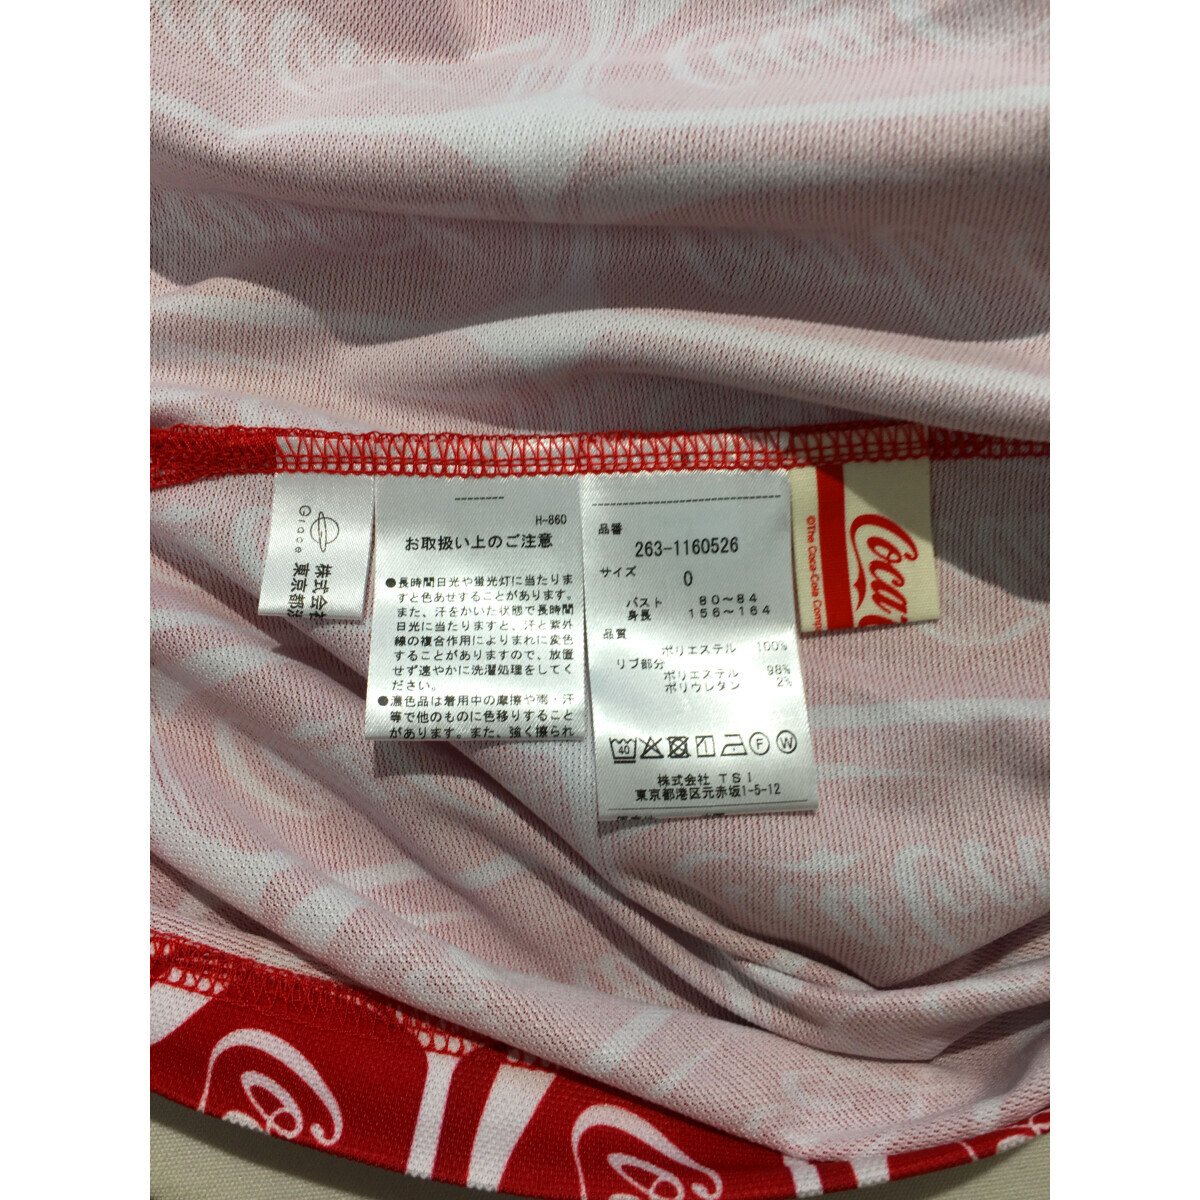 Grace
株式会社
東京都渋
--------
H-860
お取扱い上のご注意
●長時間日光や蛍光灯に当たりま
すと色あせすることがあります。
また、汗をかいた状態で長時間
日光に当たりますと、汗と紫外
線の複合作用によりまれに変色
することがありますので、放置
せず速やかに洗濯処理をしてく
ださい。
●濃色品は着用中の摩擦や雨・汗
等で他のものに色移りすること
があります。また、強く擦られ
品番
263-1160526
サイズ
0
バスト 80~84
身長 156~164
品質
ポリエステル 100%
リブ部分
ポリエステル 98%
ポリウレタン 2%
40
F W
株式会社 TSI
東京都港区元赤坂1-5-12
Coca
©The Coca-Cola Comp